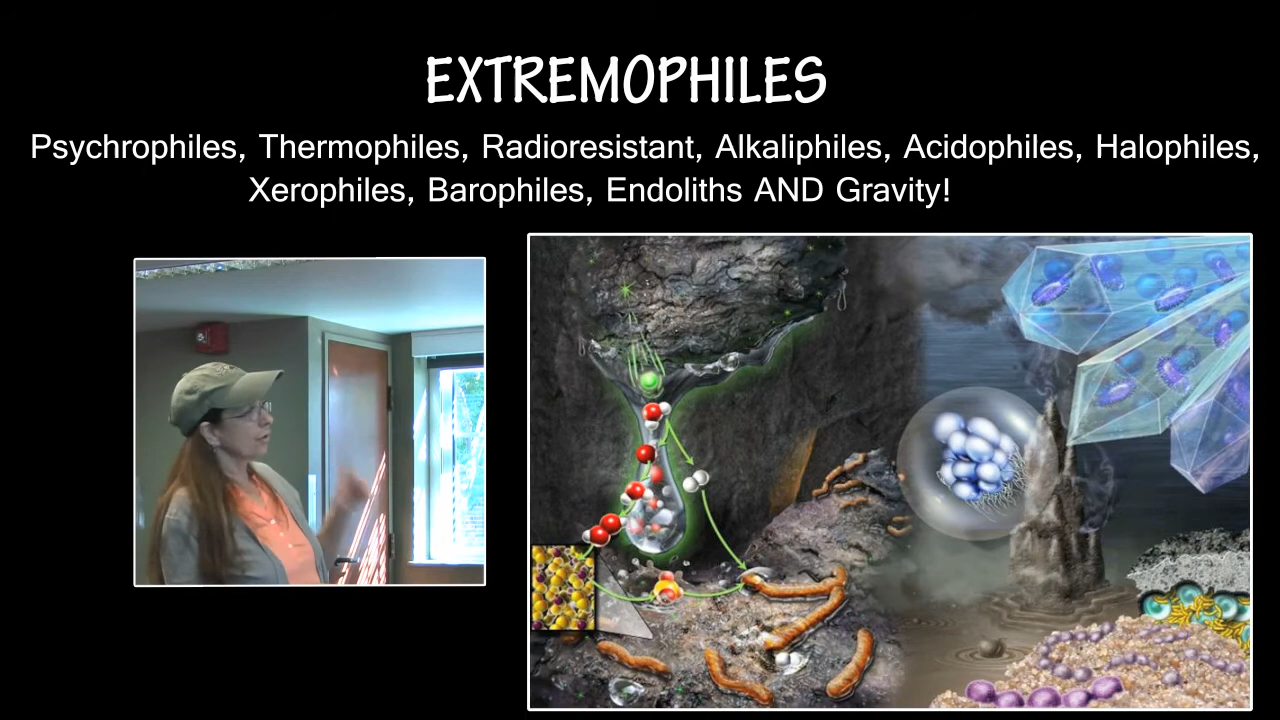 EXTREMOPHILES
Psychrophiles, Thermophiles, Radioresistant, Alkaliphiles, Acidophiles, Halophiles,
Xerophiles, Barophiles, Endoliths AND Gravity!